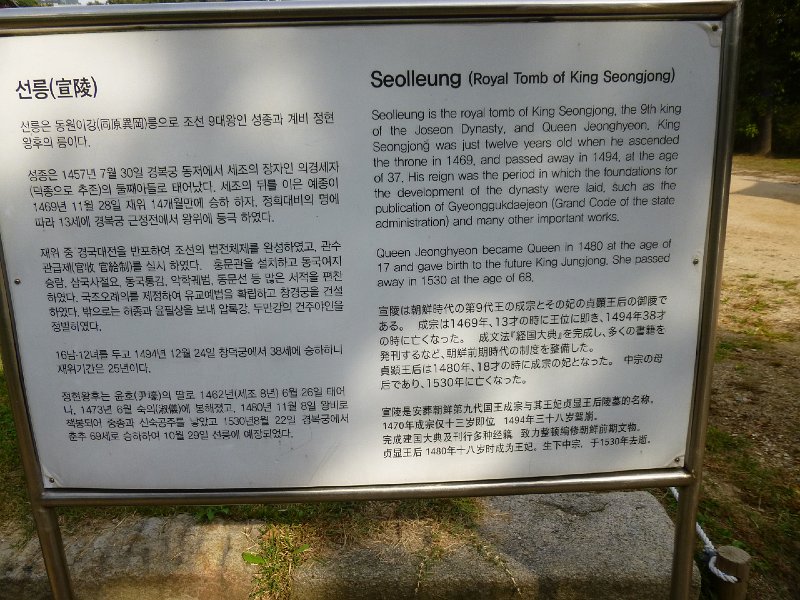 선릉(宣陵)
선릉은 동원이강(同原異岡)릉으로 조선 9대왕인 성종과 계비 정현
왕후의 릉이다.
성종은 1457년 7월 30일 경복궁 동저에서 세조의 장자인 의경세자
(덕종으로 추존)의 둘째아들로 태어났다. 세조의 뒤를 이은 예종이
1469년 11월 28일 재위 14개월만에 승하 하자, 정희대비의 명에
따라 13세에 경복궁 근정전에서 왕위에 등극 하였다.
재위 중 경국대전을 반포하여 조선의 법전체제를 완성하였고, 관수
관급제(官收 官給制)를 실시 하였다. 홍문관을 설치하고 동국여지
승람, 삼국사절요, 동국통감, 악학궤범, 동문선 등 많은 서적을 편찬
하였다. 국조오례의를 제정하여 유교예법을 확립하고 창경궁을 건설
하였다. 밖으로는 허종과 윤필상을 보내 압록강, 두만강의 건주야인을
정벌하였다.
16남·12녀를 두고 1494년 12월 24일 창덕궁에서 38세에 승하하니
재위기간은 25년이다.
정현왕후는 윤호(尹壕)의 딸로 1462년(세조 8년) 6월 26일 태어
나, 1473년 6월 숙의(淑儀)에 봉해졌고, 1480년 11월 8일 왕비로
책봉되어 중종과 신숙공주를 낳았고 1530년8월 22일 경복궁에서
춘추 69세로 승하하여 10월 29일 선릉에 예장되었다.
Seolleung (Royal Tomb of King Seongjong)
Seolleung is the royal tomb of King Seongjong, the 9th king
of the Joseon Dynasty, and Queen Jeonghyeon. King
Seongjong was just twelve years old when he ascended
the throne in 1469, and passed away in 1494, at the age
of 37. His reign was the period in which the foundations for
the development of the dynasty were laid, such as the
publication of Gyeonggukdaejeon (Grand Code of the state
administration) and many other important works.
Queen Jeonghyeon became Queen in 1480 at the age of
17 and gave birth to the future King Jungjong. She passed
away in 1530 at the age of 68.
宣陵は朝鮮時代の第9代王の成宗とその妃の貞顯王后の御陵で
ある。 成宗は1469年、13才の時に王位に即き、1494年38才
の時に亡くなった。 成文法『経国大典』を完成し、多くの書籍を
発刊するなど、朝鮮前期時代の制度を整備した。
貞顯王后は1480年、18才の時に成宗の妃となった。 中宗の母
后であり、1530年に亡くなった。
宣陵是安葬朝鲜第九代国王成宗与其王妃贞显王后陵墓的名称。
1470年成宗仅十三岁即位 1494年三十八岁驾崩。
完成建国大典及刊行多种经籍 致力整顿编修朝鲜前期文物。
贞显王后 1480年十八岁时成为王妃, 生下中宗, 于1530年去逝.